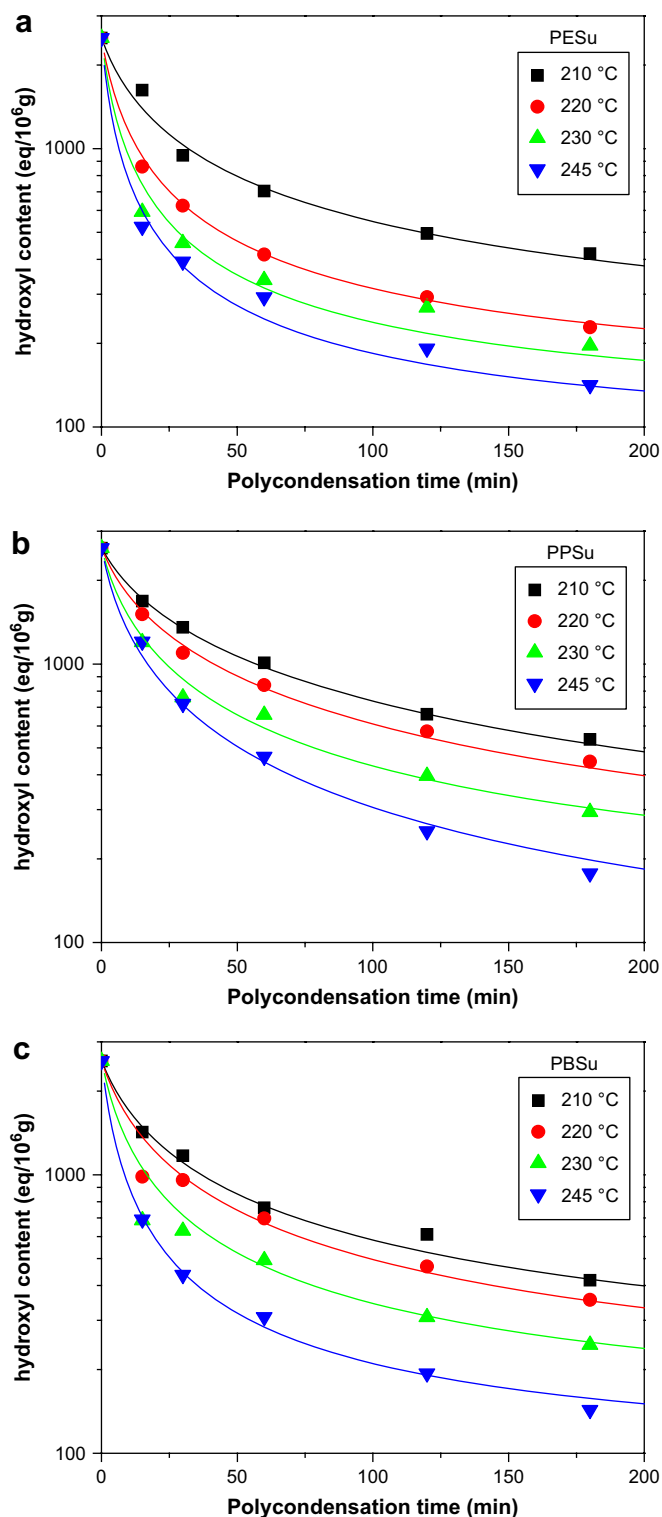 a
PESu
210 °C
220 °C
230 °C
245 °C
1000
100
hydroxyl content (eq/10⁶g)
0 50 100 150 200
Polycondensation time (min)
b
PPSu
210 °C
220 °C
230 °C
245 °C
1000
100
hydroxyl content (eq/10⁶g)
0 50 100 150 200
Polycondensation time (min)
c
PBSu
210 °C
220 °C
230 °C
245 °C
1000
100
hydroxyl content (eq/10⁶g)
0 50 100 150 200
Polycondensation time (min)